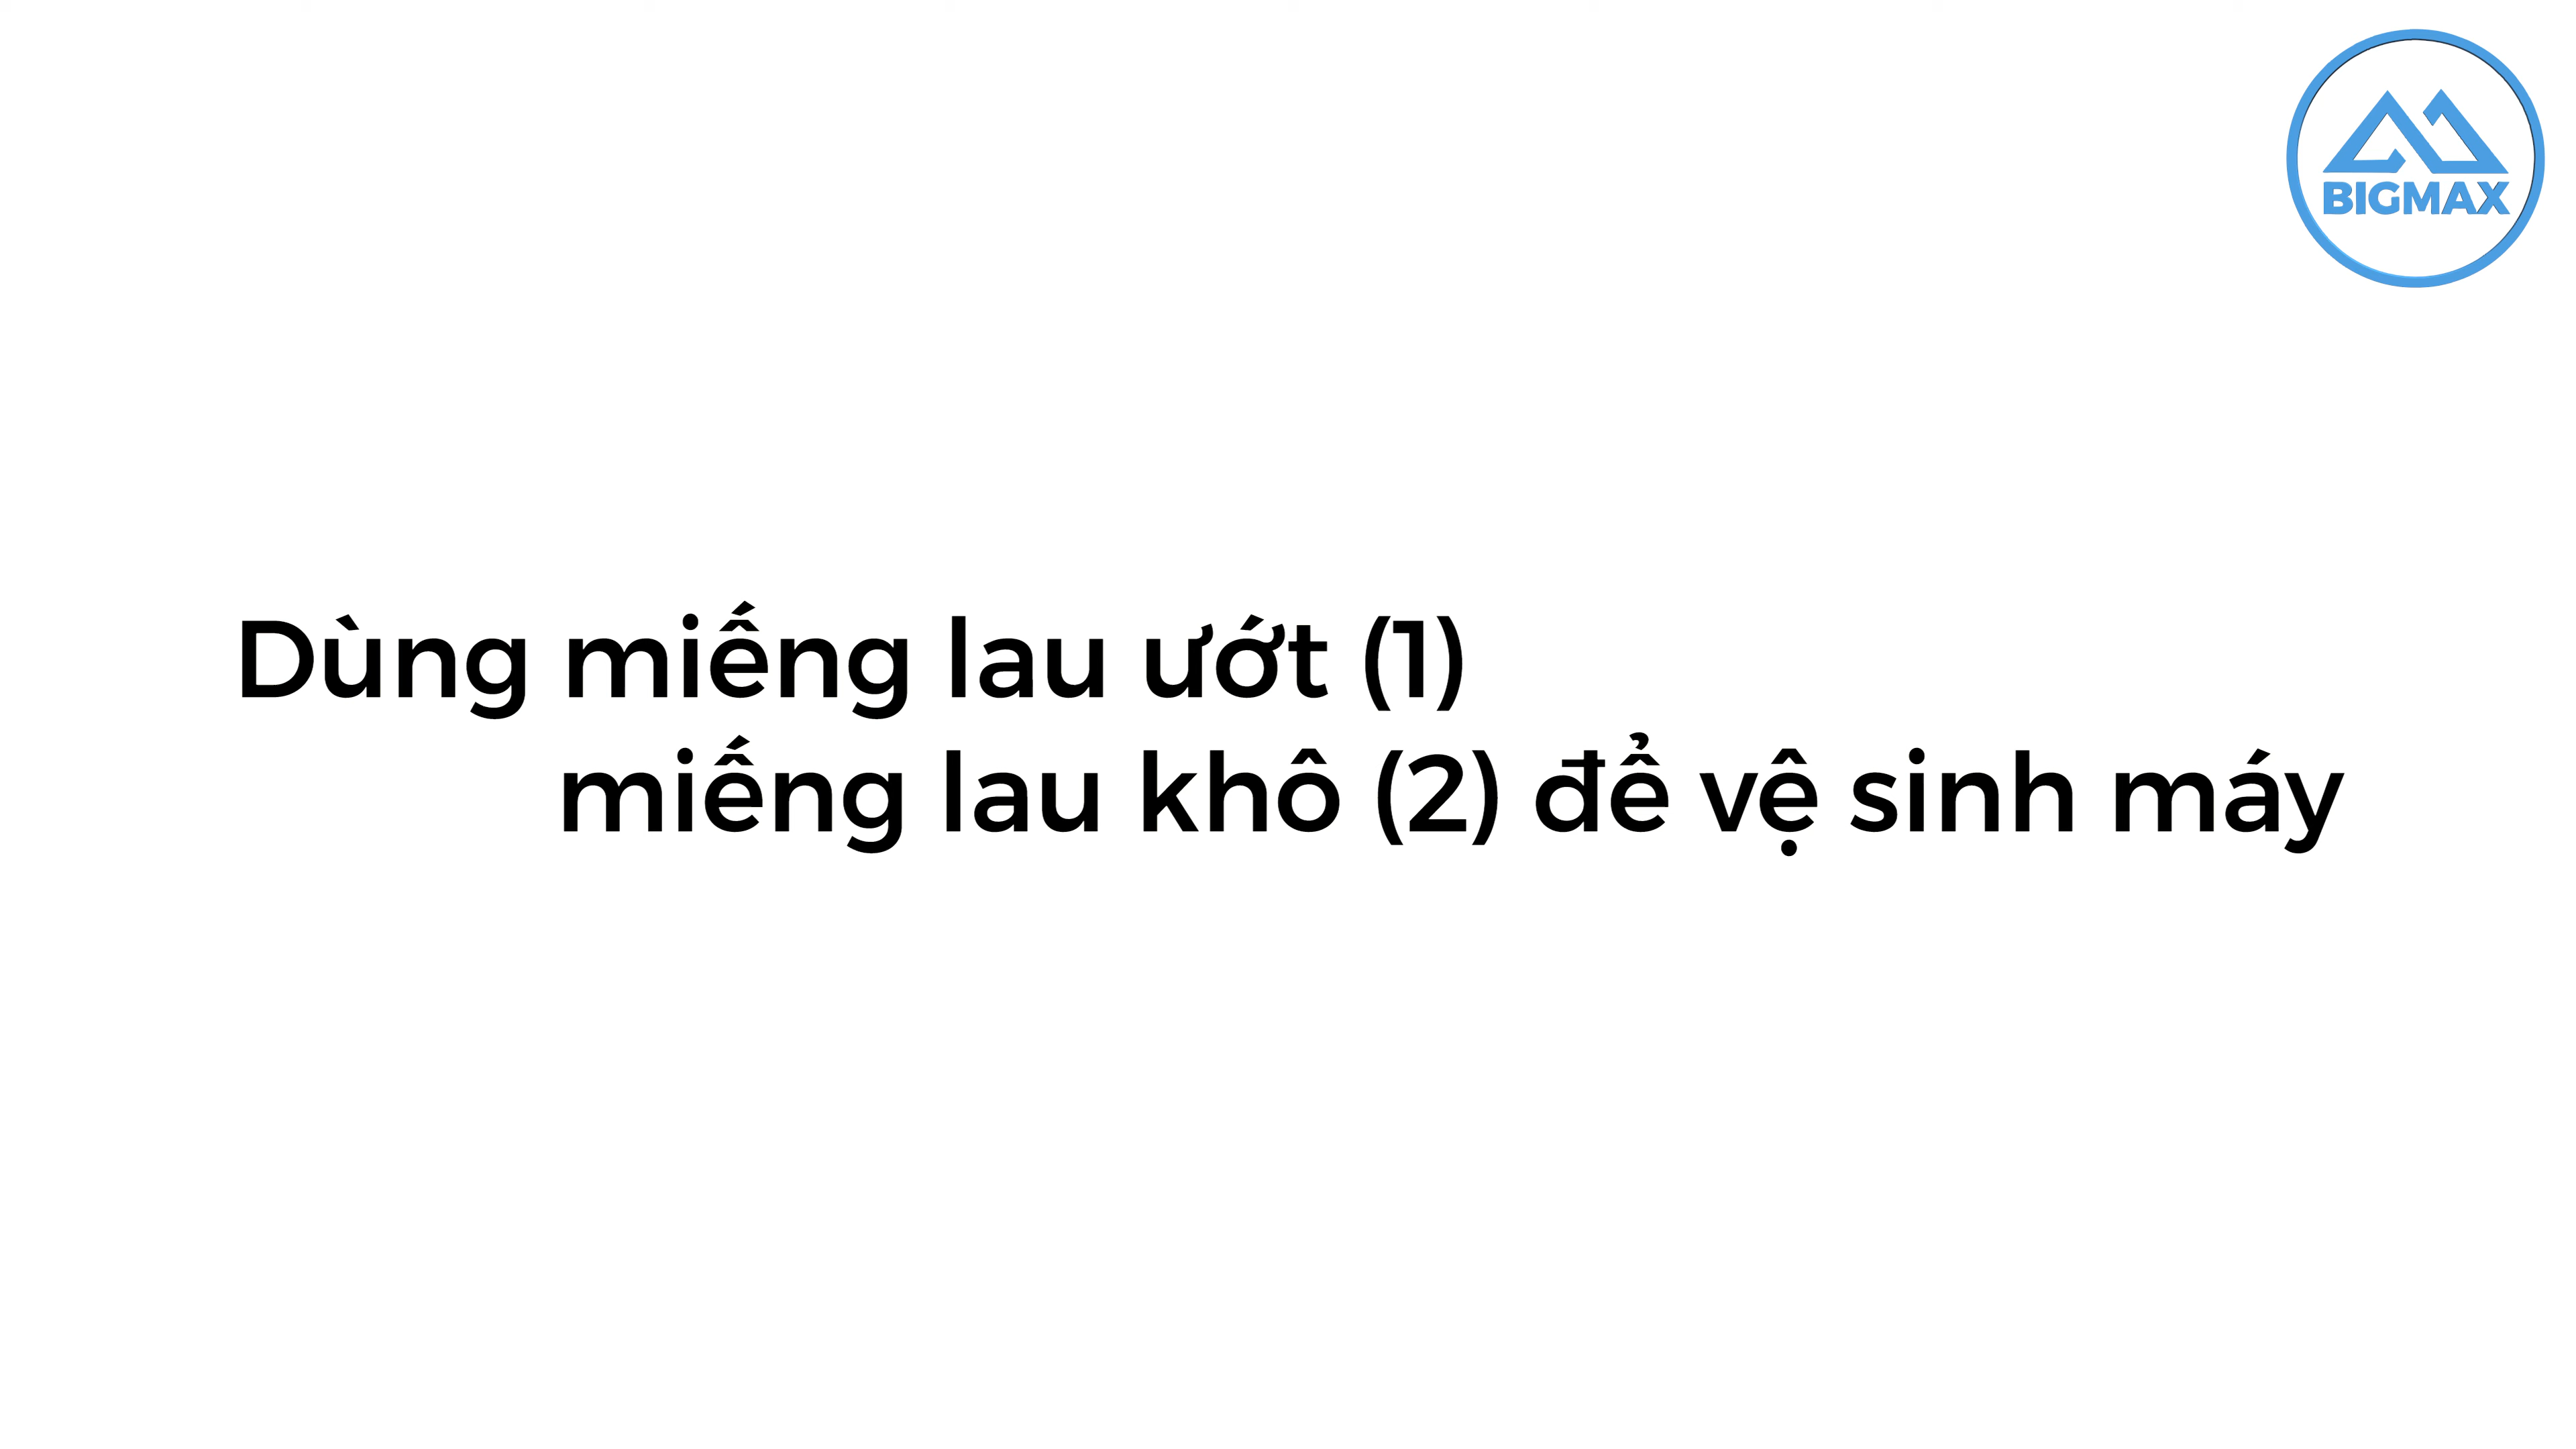 BIGMAX
Dùng miếng lau ướt (1)
miếng lau khô (2) để vệ sinh máy